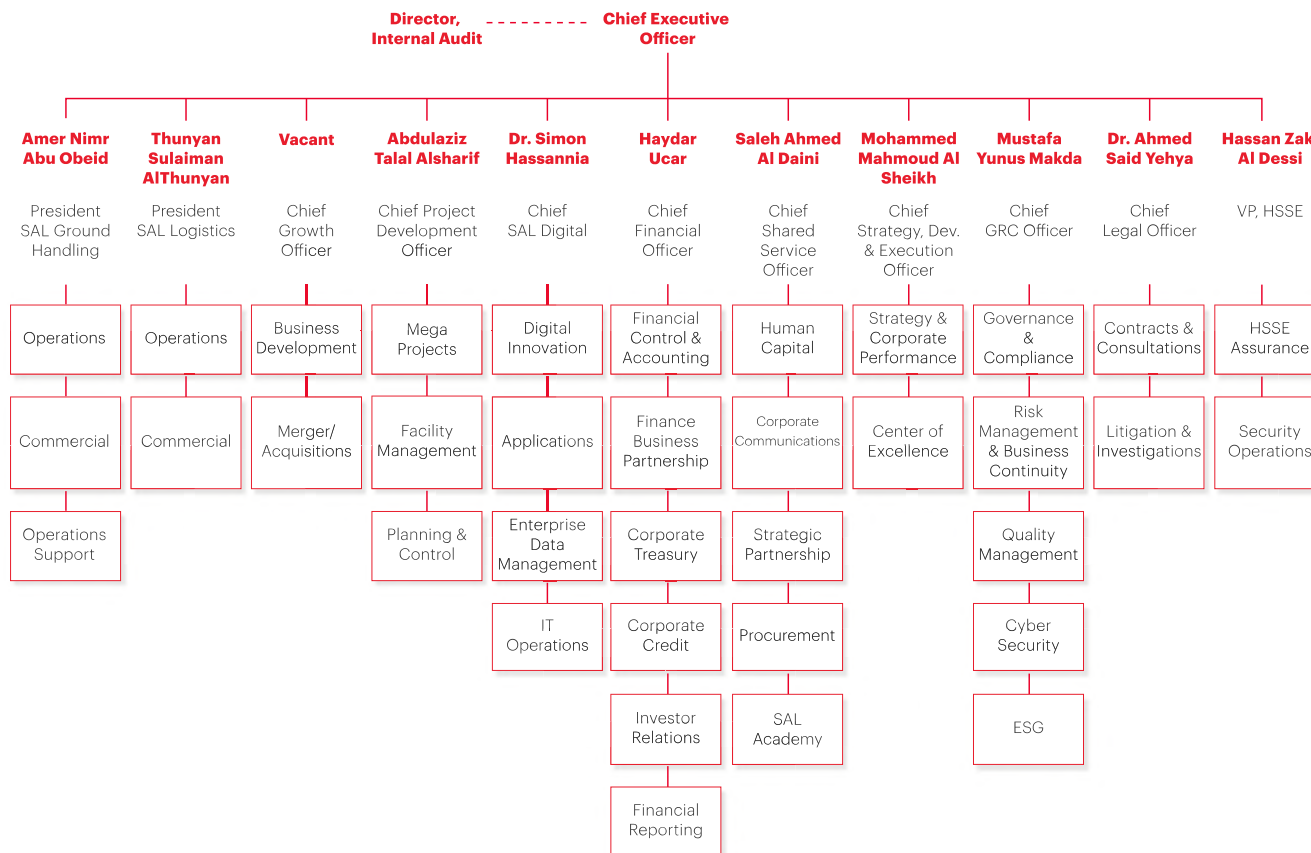 Director,
Internal Audit
Chief Executive
Officer
Amer Nimr
Abu Obeid
President
SAL Ground
Handling
Operations
Commercial
Operations
Support
Thunyan
Sulaiman
AlThunyan
President
SAL Logistics
Operations
Commercial
Vacant
Chief
Growth
Officer
Business
Development
Merger/
Acquisitions
Abdulaziz
Talal Alsharif
Chief Project
Development
Officer
Mega
Projects
Facility
Management
Planning &
Control
Dr. Simon
Hassannia
Chief
SAL Digital
Digital
Innovation
Applications
Enterprise
Data
Management
IT
Operations
Haydar
Ucar
Chief
Financial
Officer
Financial
Control &
Accounting
Finance
Business
Partnership
Corporate
Treasury
Corporate
Credit
Investor
Relations
Financial
Reporting
Saleh Ahmed
Al Daini
Chief
Shared
Service
Officer
Human
Capital
Corporate
Communications
Strategic
Partnership
Procurement
SAL
Academy
Mohammed
Mahmoud Al
Sheikh
Chief
Strategy, Dev.
& Execution
Officer
Strategy &
Corporate
Performance
Center of
Excellence
Mustafa
Yunus Makda
Chief
GRC Officer
Governance
&
Compliance
Risk
Management
& Business
Continuity
Quality
Management
Cyber
Security
ESG
Dr. Ahmed
Said Yehya
Chief
Legal Officer
Contracts &
Consultations
Litigation &
Investigations
Hassan Zak
Al Dessi
VP, HSSE
HSSE
Assurance
Security
Operations